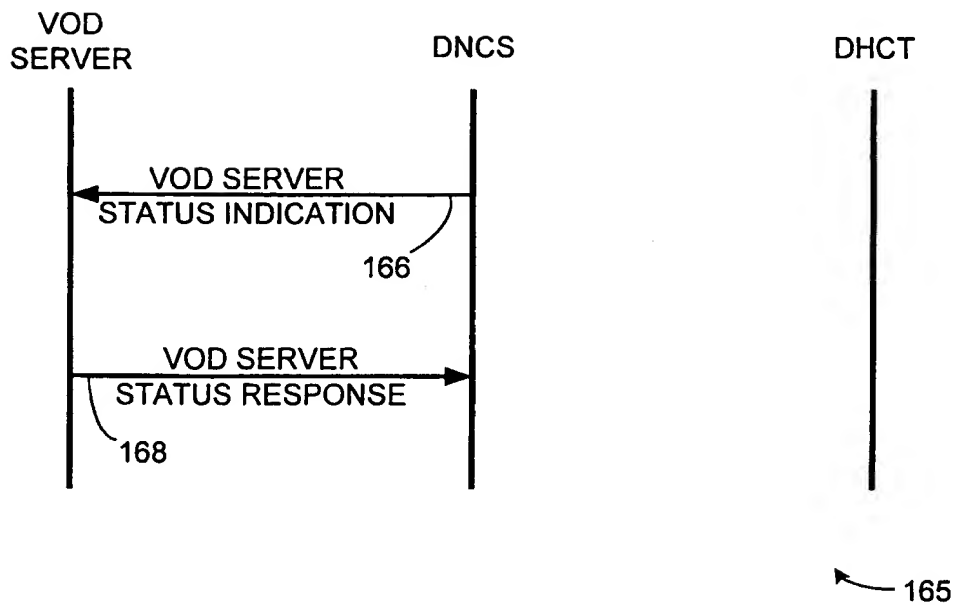 VOD
SERVER
DNCS
DHCT
VOD SERVER
STATUS INDICATION
166
VOD SERVER
STATUS RESPONSE
168
165